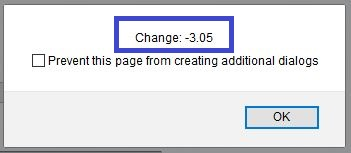 Change: -3.05
Prevent this page from creating additional dialogs
OK